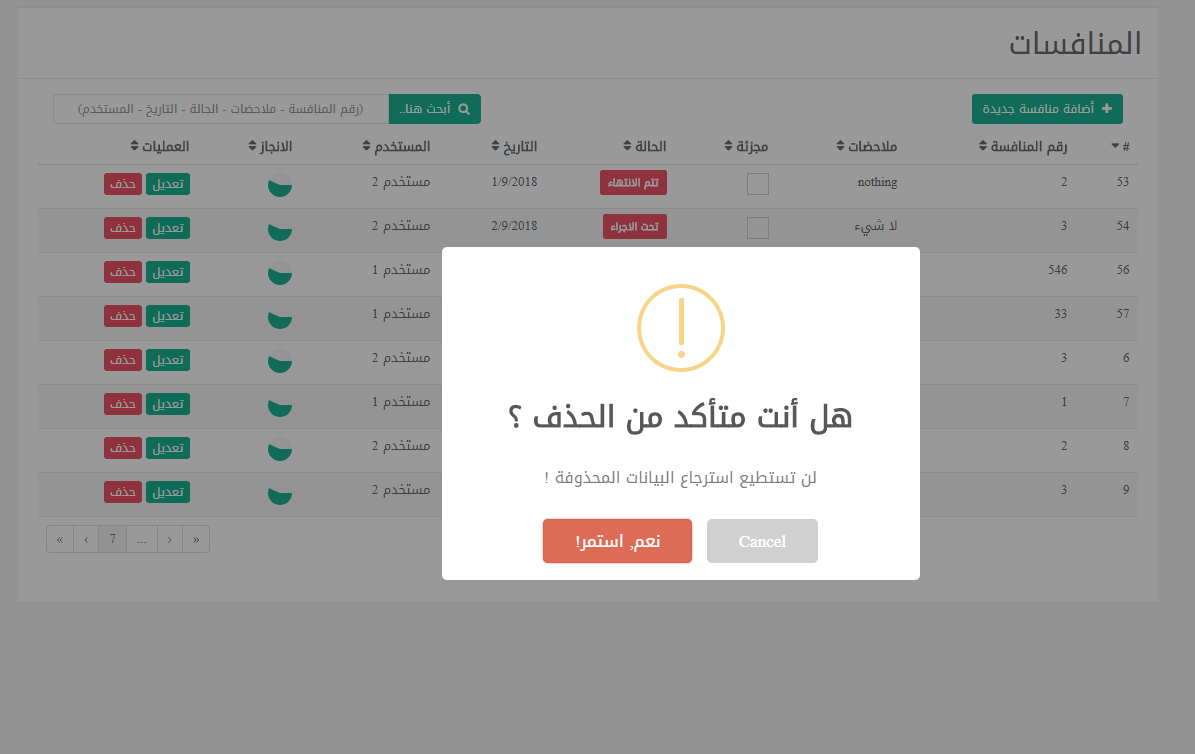 المنافسات
أضافة منافسة جديدة
أبحث هنا..
(رقم المنافسة - ملاحضات - الحالة - التاريخ - المستخدم)
# رقم المنافسة ملاحضات مجزئة الحالة التاريخ المستخدم الانجاز العمليات
53 2 nothing تتم الانتهاء 1/9/2018 مستخدم 2 تعديل حذف
54 3 لا شيء تحت الاجراء 2/9/2018 مستخدم 2 تعديل حذف
56 546 مستخدم 1 تعديل حذف
57 33 مستخدم 1 تعديل حذف
6 3 مستخدم 2 تعديل حذف
7 1 مستخدم 1 تعديل حذف
8 2 مستخدم 2 تعديل حذف
9 3 مستخدم 2 تعديل حذف
« ‹ 7 ... › »
هل أنت متأكد من الحذف ؟
لن تستطيع استرجاع البيانات المحذوفة !
Cancel
نعم, استمر!